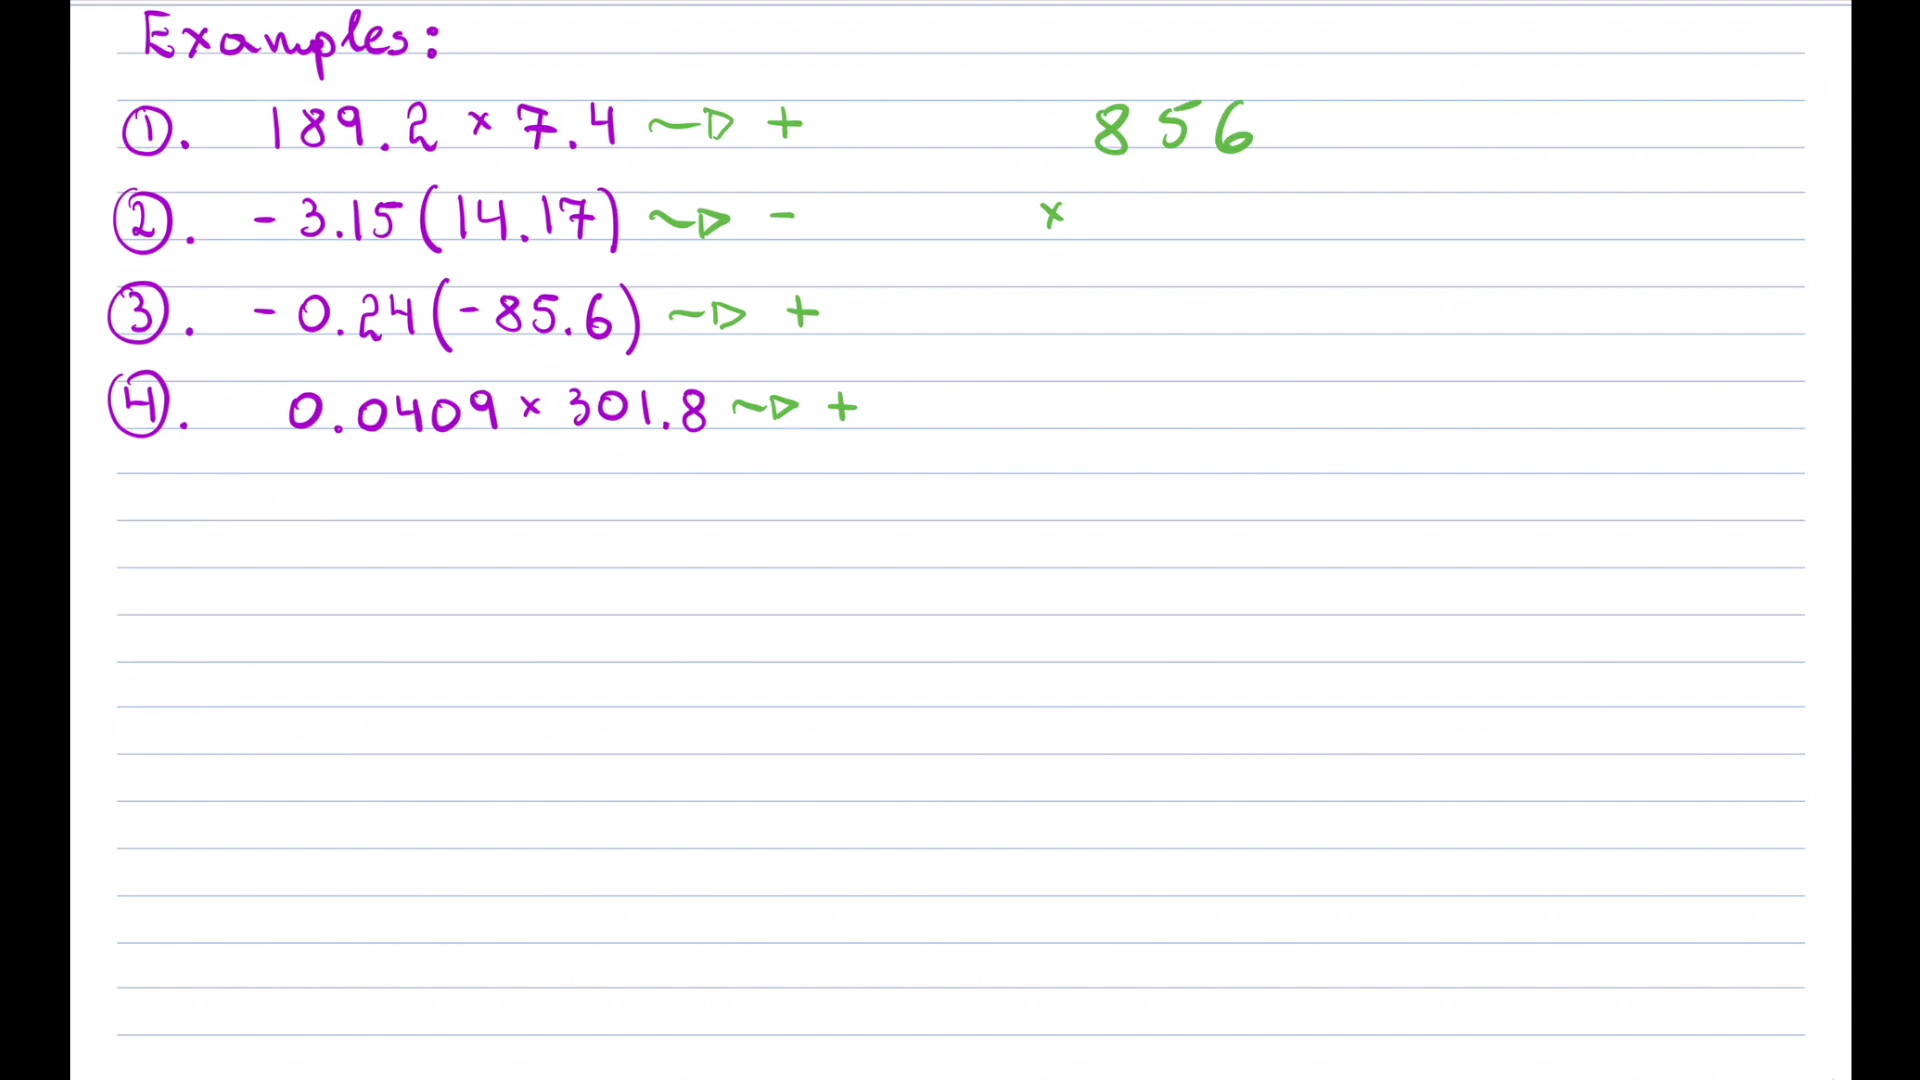 Examples:
①. 189.2 × 7.4 ~▷ +
②. - 3.15(14.17) ~▷ -
③. - 0.24(-85.6) ~▷ +
④. 0.0409 × 301.8 ~▷ +
856
×